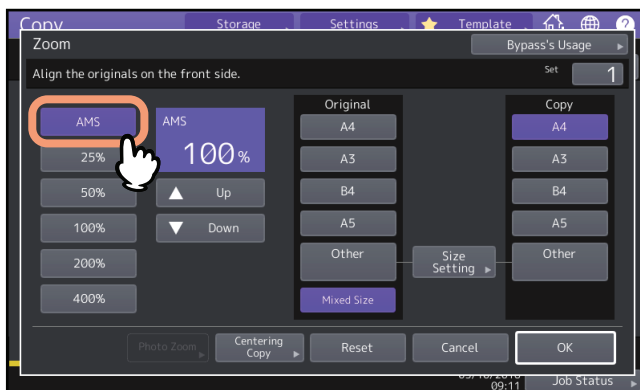 Copy Storage Settings Template ?
Zoom
Bypass's Usage
Align the originals on the front side.
Set 1
Original
Copy
AMS
AMS
100 %
A4
A4
25%
A3
A3
50%
Up
B4
B4
100%
Down
A5
A5
200%
Other
Size
Setting
Other
400%
Mixed Size
Photo Zoom
Centering
Copy
Reset
Cancel
OK
09:11
Job Status